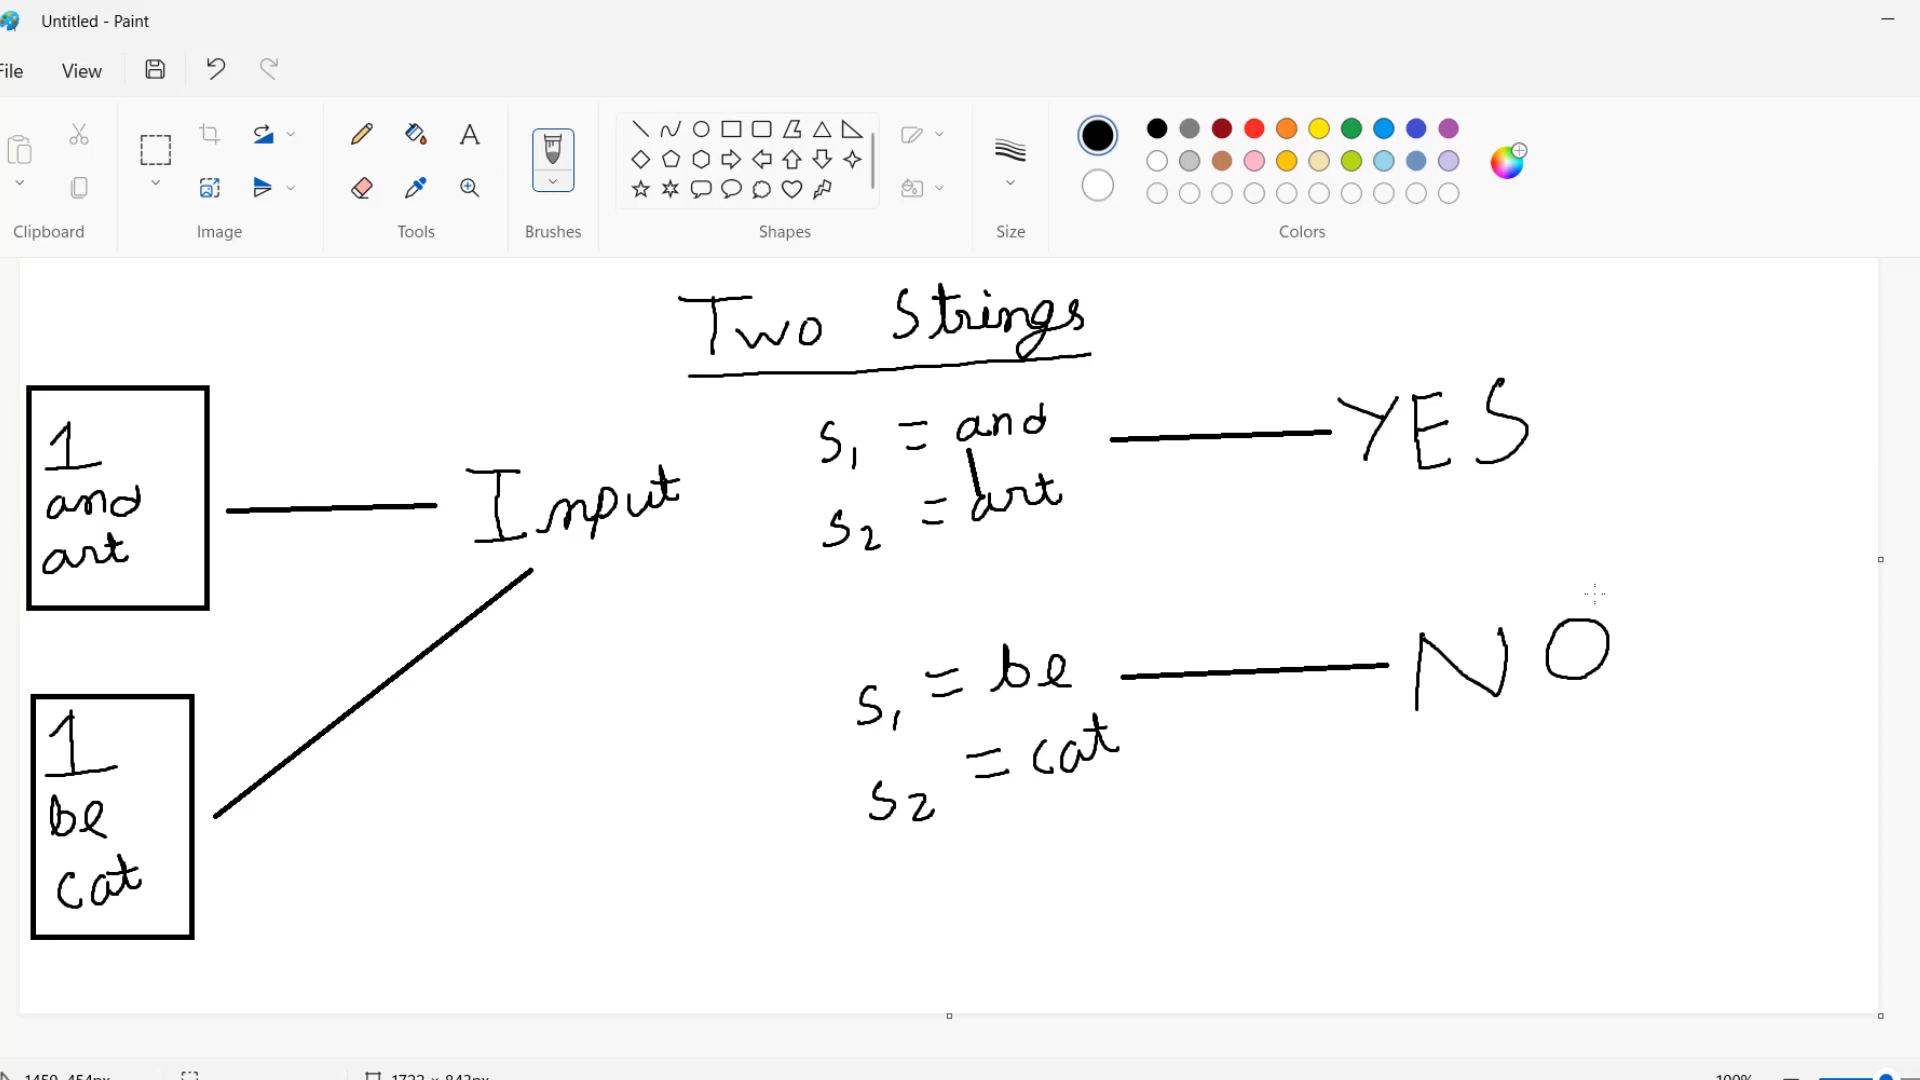 Untitled - Paint
File View
Clipboard Image Tools Brushes Shapes Size Colors
Two Strings
1
and
art
Input
s1 = and
s2 = art
YES
1
be
cat
s1 = be
s2 = cat
NO